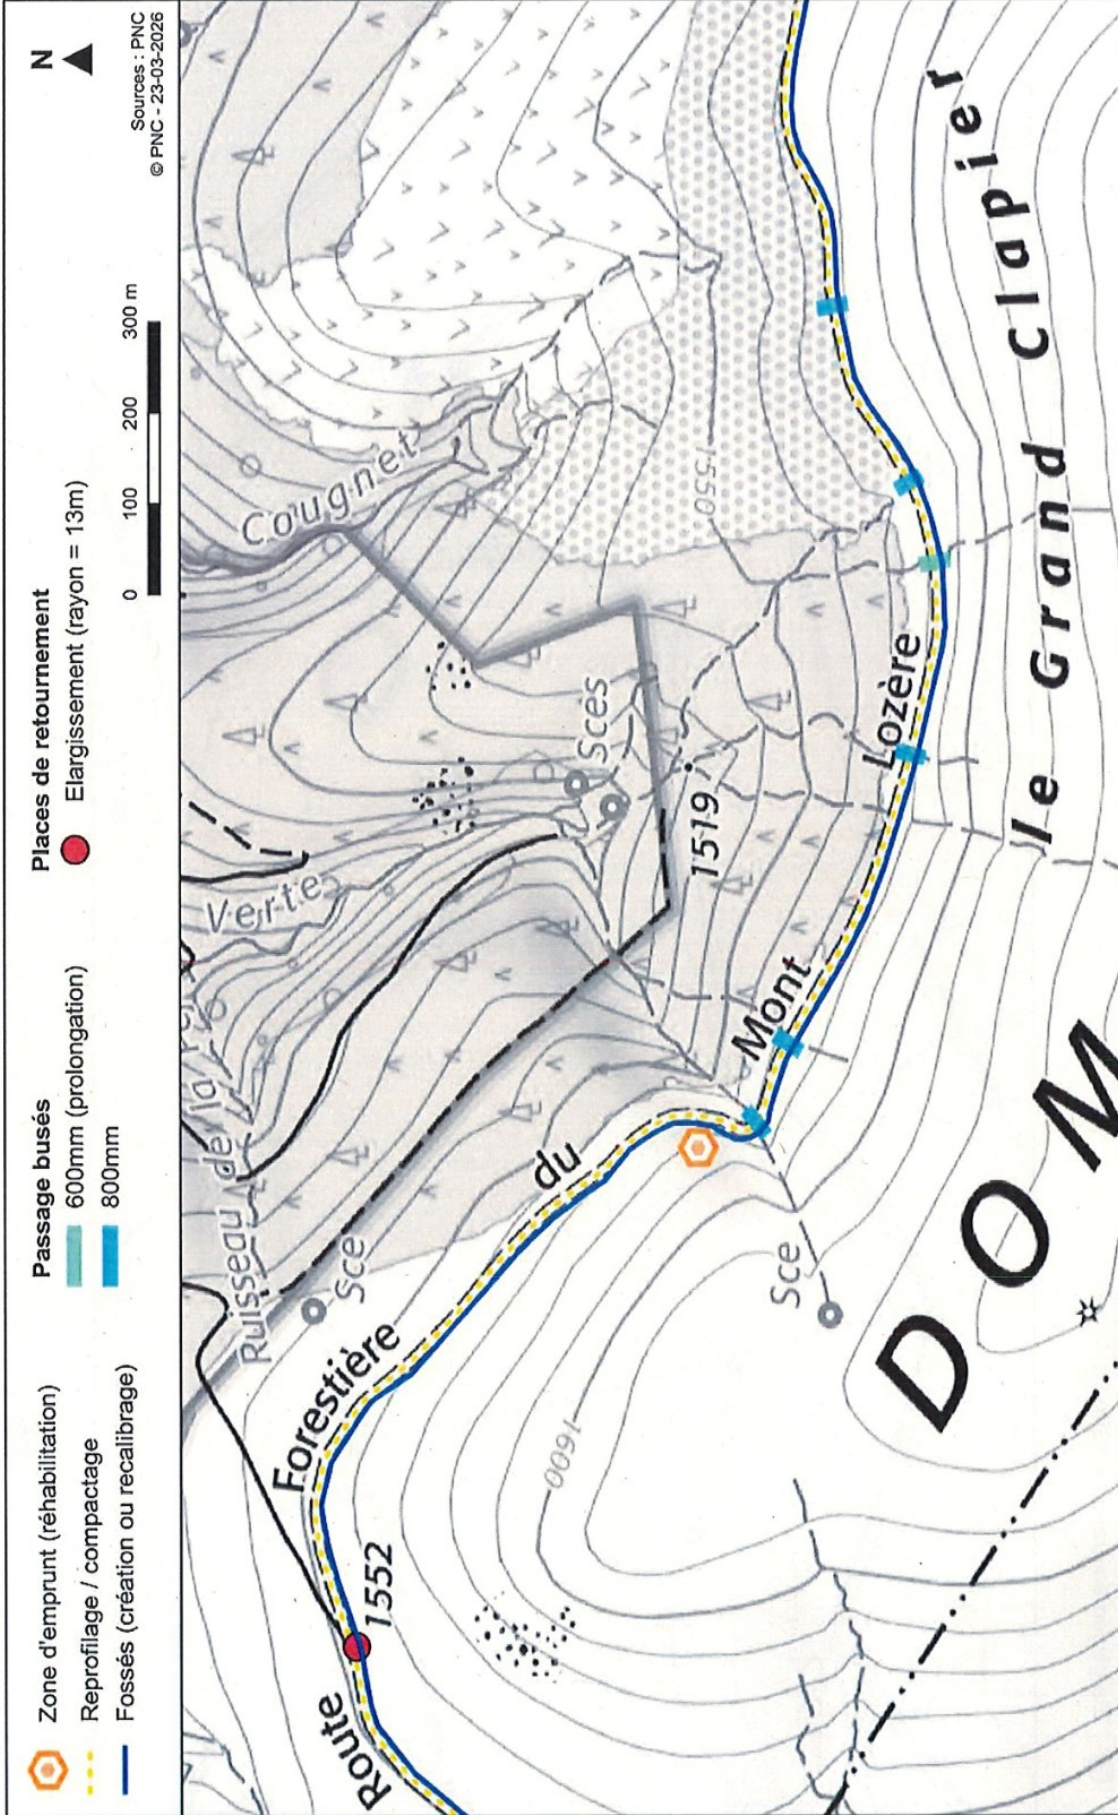 Zone d'emprunt (réhabilitation)
Reprofilage / compactage
Fossés (création ou recalibrage)
Passage busés
600mm (prolongation)
800mm
Places de retournement
Elargissement (rayon = 13m)
0 100 200 300 m
N
Sources : PNC
© PNC - 23-03-2026
Ruisseau de la
Verte
Cougnet
Sce
Sces
Route Forestière du Mont Lozère
1552
1519
1550
1600
Sce
le Grand Clapier
DOM